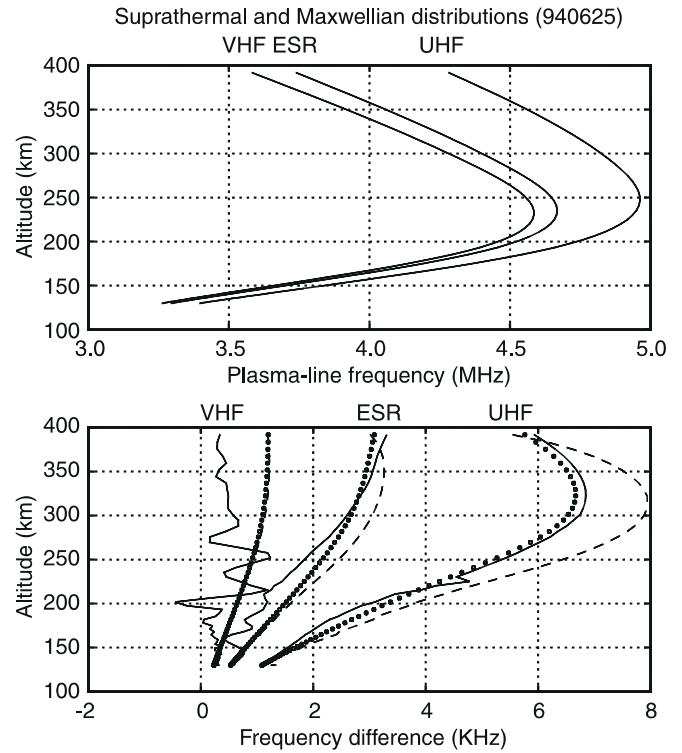 Suprathermal and Maxwellian distributions (940625)
VHF ESR UHF
400
350
300
250
200
150
100
Altitude (km)
3.0 3.5 4.0 4.5 5.0
Plasma-line frequency (MHz)
VHF ESR UHF
400
350
300
250
200
150
100
Altitude (km)
-2 0 2 4 6 8
Frequency difference (KHz)